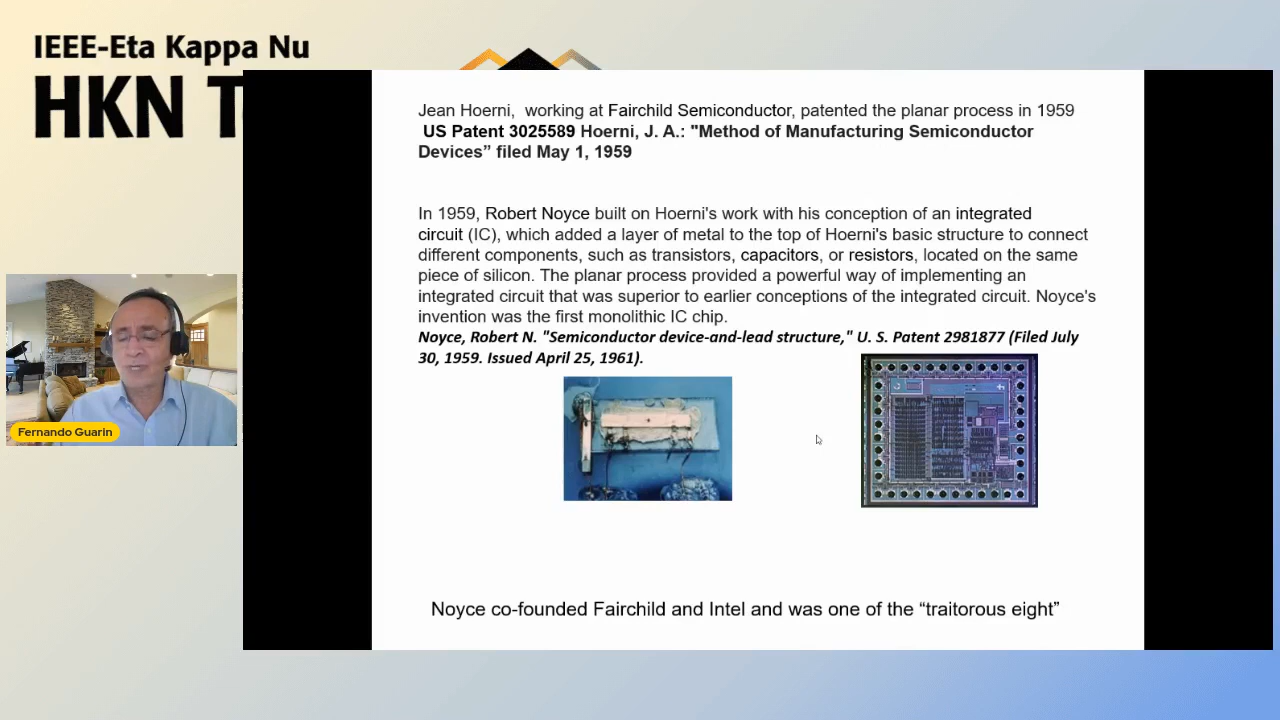 IEEE-Eta Kappa Nu
HKN T
Jean Hoerni, working at Fairchild Semiconductor, patented the planar process in 1959
US Patent 3025589 Hoerni, J. A.: "Method of Manufacturing Semiconductor
Devices” filed May 1, 1959
In 1959, Robert Noyce built on Hoerni's work with his conception of an integrated
circuit (IC), which added a layer of metal to the top of Hoerni's basic structure to connect
different components, such as transistors, capacitors, or resistors, located on the same
piece of silicon. The planar process provided a powerful way of implementing an
integrated circuit that was superior to earlier conceptions of the integrated circuit. Noyce's
invention was the first monolithic IC chip.
Noyce, Robert N. "Semiconductor device-and-lead structure," U. S. Patent 2981877 (Filed July
30, 1959. Issued April 25, 1961).
Fernando Guarin
Noyce co-founded Fairchild and Intel and was one of the “traitorous eight”